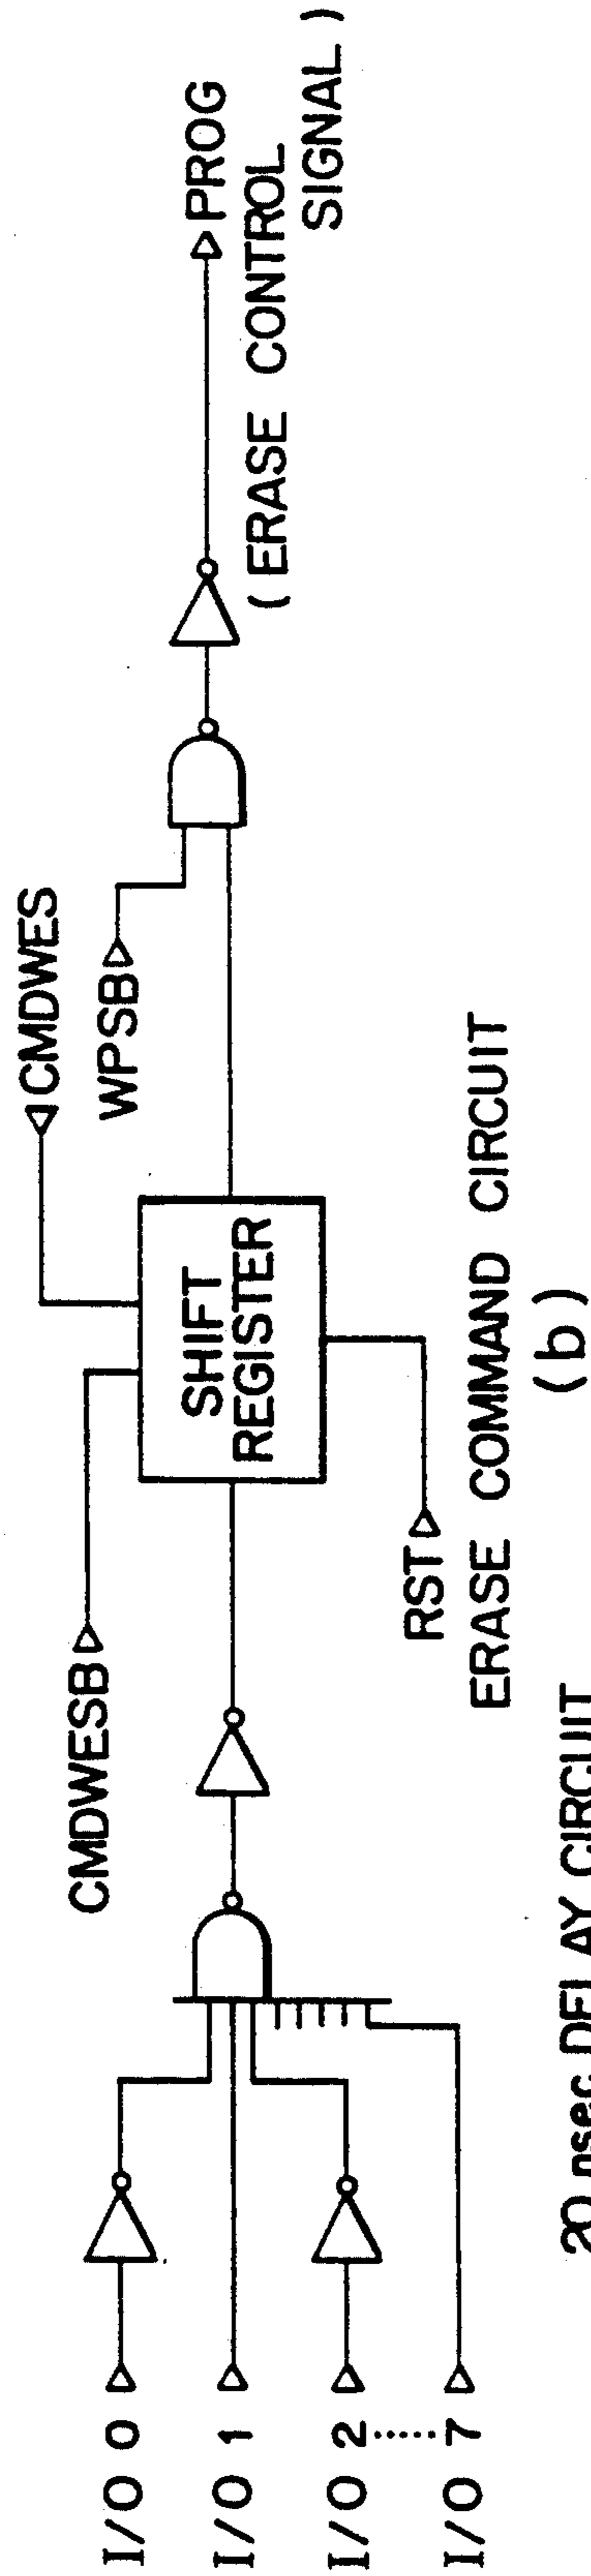 I/O 0
I/O 1
I/O 2
I/O 7
CMDWESB
CMDWES
SHIFT
REGISTER
RST
WPSB
PROG
( ERASE CONTROL
SIGNAL )
ERASE COMMAND CIRCUIT
(b)
20 nsec DELAY CIRCUIT